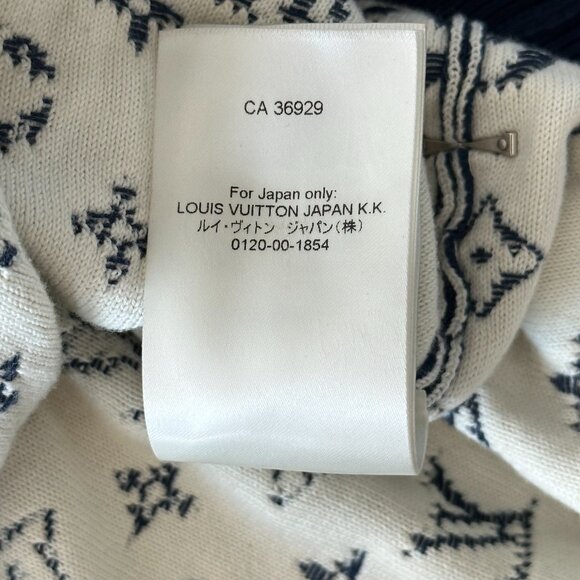 CA 36929
For Japan only:
LOUIS VUITTON JAPAN K.K.
ルイ・ヴィトン ジャパン(株)
0120-00-1854